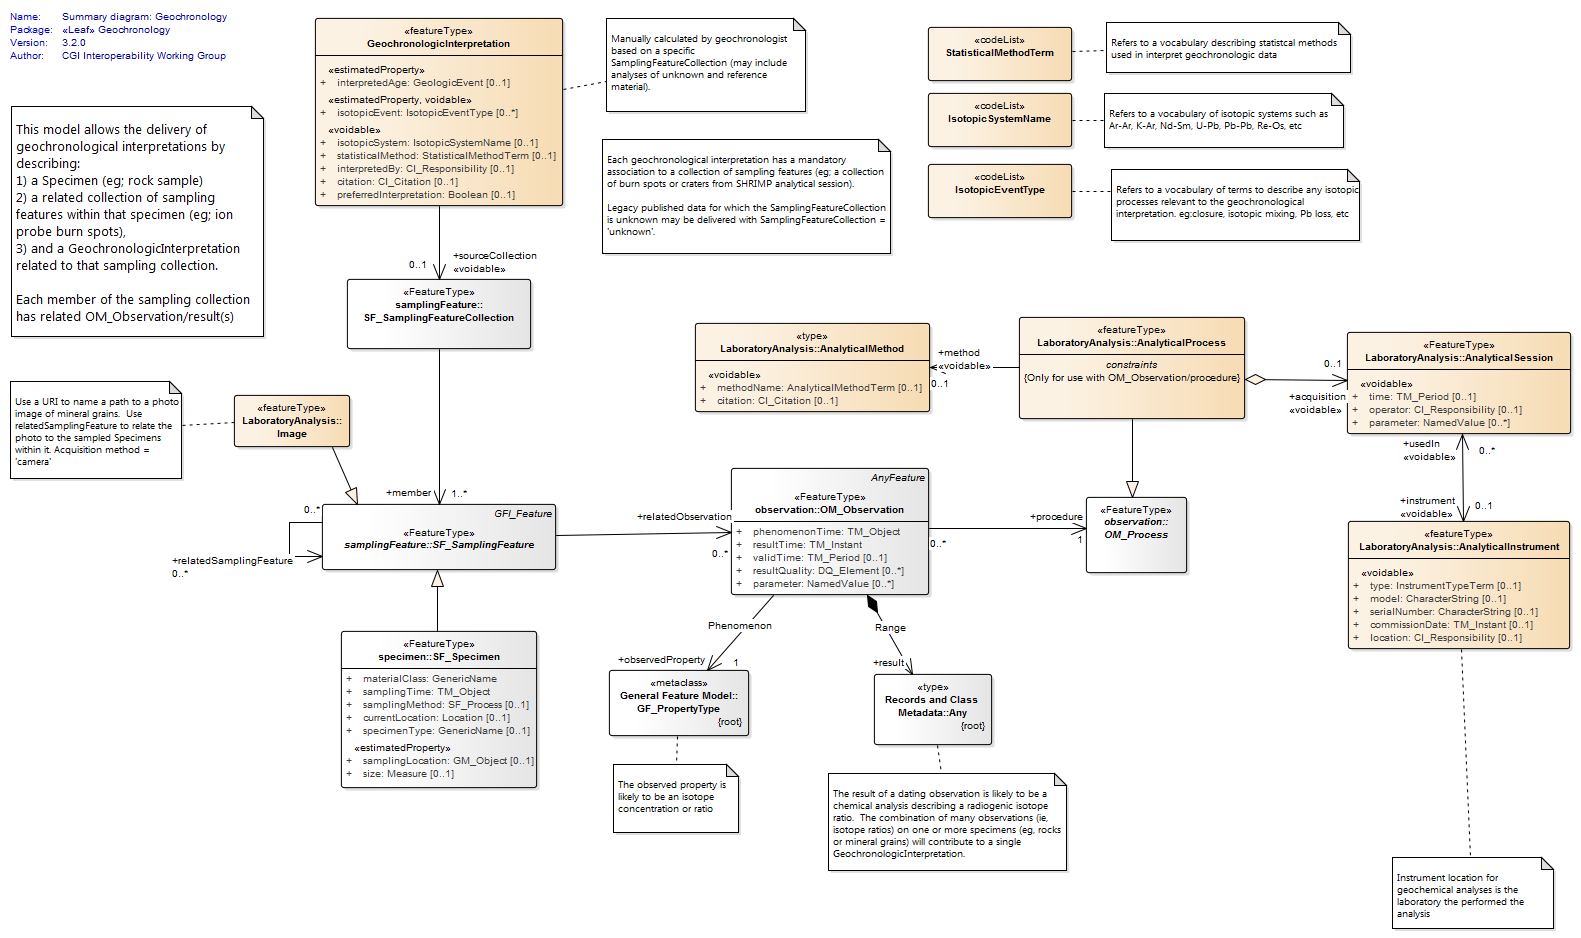 Name: Summary diagram: Geochronology
Package: «Leaf» Geochronology
Version: 3.2.0
Author: CGI Interoperability Working Group
This model allows the delivery of
geochronological interpretations by
describing:
1) a Specimen (eg; rock sample)
2) a related collection of sampling
features within that specimen (eg; ion
probe burn spots),
3) and a GeochronologicInterpretation
related to that sampling collection.
Each member of the sampling collection
has related OM_Observation/result(s)
«featureType»
GeochronologicInterpretation
«estimatedProperty»
+ interpretedAge: GeologicEvent [0..1]
«estimatedProperty, voidable»
+ isotopicEvent: IsotopicEventType [0..*]
«voidable»
+ isotopicSystem: IsotopicSystemName [0..1]
+ statisticalMethod: StatisticalMethodTerm [0..1]
+ interpretedBy: CI_Responsibility [0..1]
+ citation: CI_Citation [0..1]
+ preferredInterpretation: Boolean [0..1]
Manually calculated by geochronologist
based on a specific
SamplingFeatureCollection (may include
analyses of unknown and reference
material).
Each geochronological interpretation has a mandatory
association to a collection of sampling features (eg; a collection
of burn spots or craters from SHRIMP analytical session).
Legacy published data for which the SamplingFeatureCollection
is unknown may be delivered with SamplingFeatureCollection =
'unknown'.
«codeList»
StatisticalMethodTerm
Refers to a vocabulary describing statistcal methods
used in interpret geochronologic data
«codeList»
IsotopicSystemName
Refers to a vocabulary of isotopic systems such as
Ar-Ar, K-Ar, Nd-Sm, U-Pb, Pb-Pb, Re-Os, etc
«codeList»
IsotopicEventType
Refers to a vocabulary of terms to describe any isotopic
processes relevant to the geochronological
interpretation. eg:closure, isotopic mixing, Pb loss, etc
+sourceCollection
0..1
«voidable»
«FeatureType»
samplingFeature::
SF_SamplingFeatureCollection
«type»
LaboratoryAnalysis::AnalyticalMethod
«voidable»
+ methodName: AnalyticalMethodTerm [0..1]
+ citation: CI_Citation [0..1]
+method
«voidable»
0..1
«featureType»
LaboratoryAnalysis::AnalyticalProcess
constraints
{Only for use with OM_Observation/procedure}
0..1
+acquisition
«voidable»
«FeatureType»
LaboratoryAnalysis::AnalyticalSession
«voidable»
+ time: TM_Period [0..1]
+ operator: CI_Responsibility [0..1]
+ parameter: NamedValue [0..*]
+usedIn
«voidable»
0..*
+instrument
«voidable»
0..1
«featureType»
LaboratoryAnalysis::AnalyticalInstrument
«voidable»
+ type: InstrumentTypeTerm [0..1]
+ model: CharacterString [0..1]
+ serialNumber: CharacterString [0..1]
+ commissionDate: TM_Instant [0..1]
+ location: CI_Responsibility [0..1]
Use a URI to name a path to a photo
image of mineral grains. Use
relatedSamplingFeature to relate the
photo to the sampled Specimens
within it. Acquisition method =
'camera'
«featureType»
LaboratoryAnalysis::
Image
+member
1..*
0..*
+relatedSamplingFeature
0..*
GFI_Feature
«FeatureType»
samplingFeature::SF_SamplingFeature
+relatedObservation
0..*
AnyFeature
«FeatureType»
observation::OM_Observation
+ phenomenonTime: TM_Object
+ resultTime: TM_Instant
+ validTime: TM_Period [0..1]
+ resultQuality: DQ_Element [0..*]
+ parameter: NamedValue [0..*]
0..*
+procedure
1
«FeatureType»
observation::
OM_Process
«FeatureType»
specimen::SF_Specimen
+ materialClass: GenericName
+ samplingTime: TM_Object
+ samplingMethod: SF_Process [0..1]
+ currentLocation: Location [0..1]
+ specimenType: GenericName [0..1]
«estimatedProperty»
+ samplingLocation: GM_Object [0..1]
+ size: Measure [0..1]
Phenomenon
+observedProperty
1
«metaclass»
General Feature Model::
GF_PropertyType
{root}
The observed property is
likely to be an isotope
concentration or ratio
Range
+result
«type»
Records and Class
Metadata::Any
{root}
The result of a dating observation is likely to be a
chemical analysis describing a radiogenic isotope
ratio. The combination of many observations (ie,
isotope ratios) on one or more specimens (eg, rocks
or mineral grains) will contribute to a single
GeochronologicInterpretation.
Instrument location for
geochemical analyses is the
laboratory the performed the
analysis